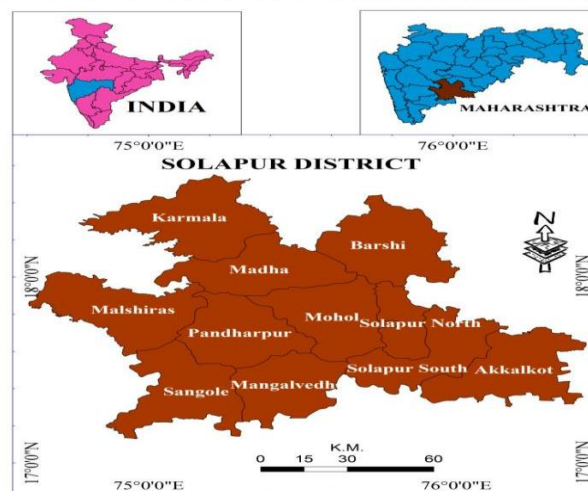 INDIA
MAHARASHTRA
75°0'0"E 76°0'0"E
SOLAPUR DISTRICT
N
Karmala
Barshi
Madha
18°0'0"N 18°0'0"N
Malshiras
Mohol
Solapur North
Pandharpur
Solapur South
Akkalkot
Mangalvedh
Sangole
K.M.
17°0'0"N 17°0'0"N
0 15 30 60
75°0'0"E 76°0'0"E